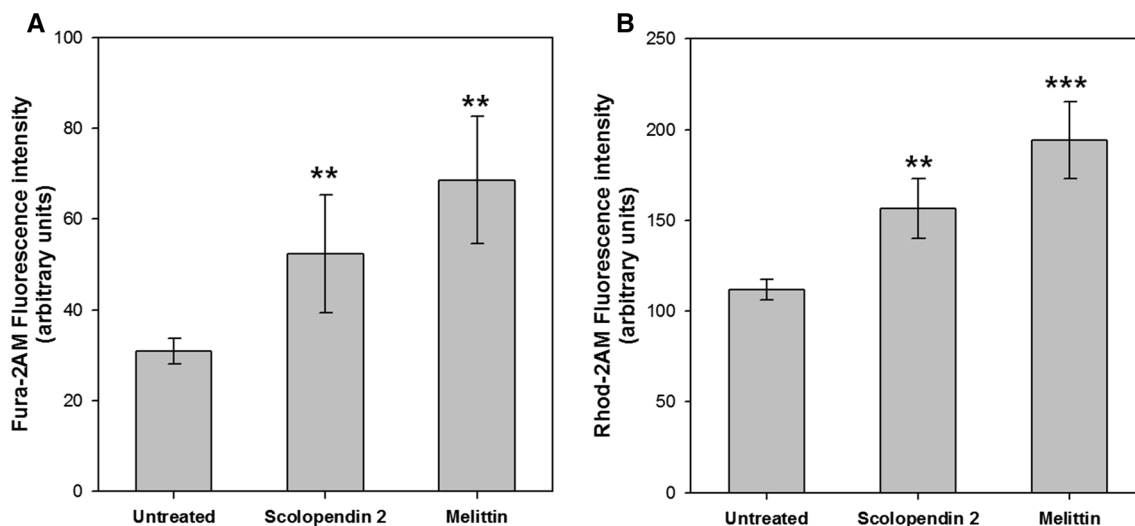 A
Fura-2AM Fluorescence intensity
(arbitrary units)
100
80
60
40
20
0
**
**
Untreated
Scolopendin 2
Melittin
B
Rhod-2AM Fluorescence intensity
(arbitrary units)
250
200
150
100
50
0
**
***
Untreated
Scolopendin 2
Melittin